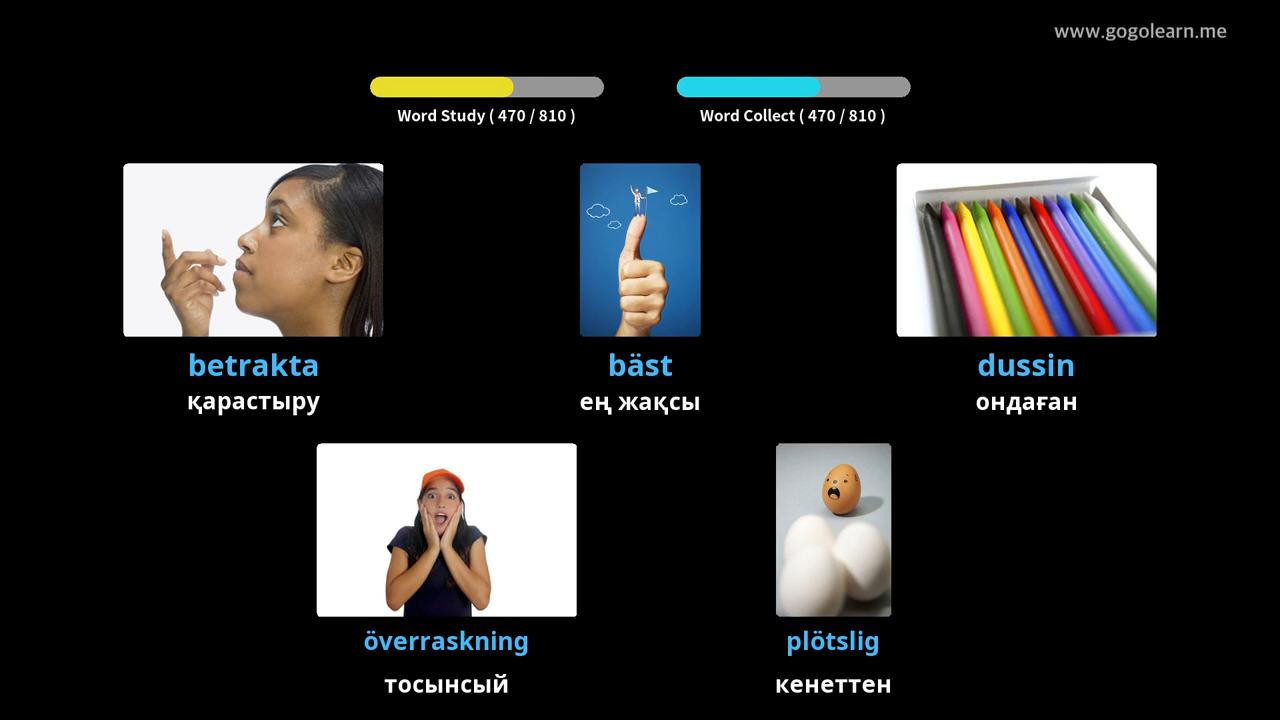 www.gogolearn.me
Word Study ( 470 / 810 )
Word Collect ( 470 / 810 )
betrakta
қарастыру
bäst
ең жақсы
dussin
ондаған
överraskning
тосынсый
plötslig
кенеттен